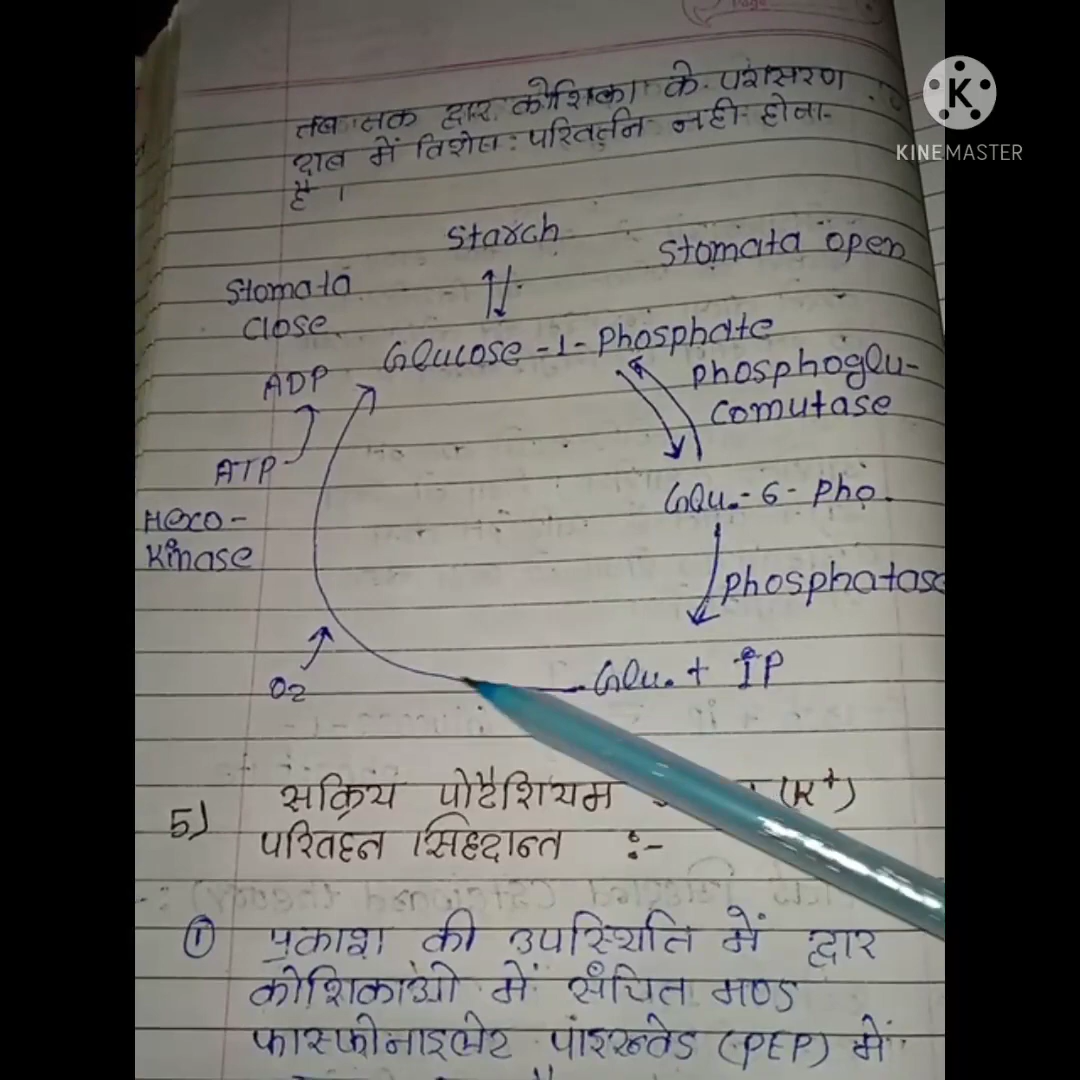 तब तक द्वार कोशिका के परासरण
दाब में विशेष: परिवर्तन नही होता
है ।
Starch
Stomata open
Stomata
close
Glucose -1- Phosphate
Phosphoglu-
comutase
ADP
ATP
Glu.- 6 - Pho.
Hexo-
Kinase
Phosphatase
O2
Glu. + IP
5) सक्रिय पोटैशियम (K+)
परिवहन सिद्दान्त :-
① प्रकाश की उपस्थिति में द्वार
कोशिकाओ में संचित मण्ड
फास्फोनाइलेट पाइरूवेड (PEP) में
K
KINEMASTER